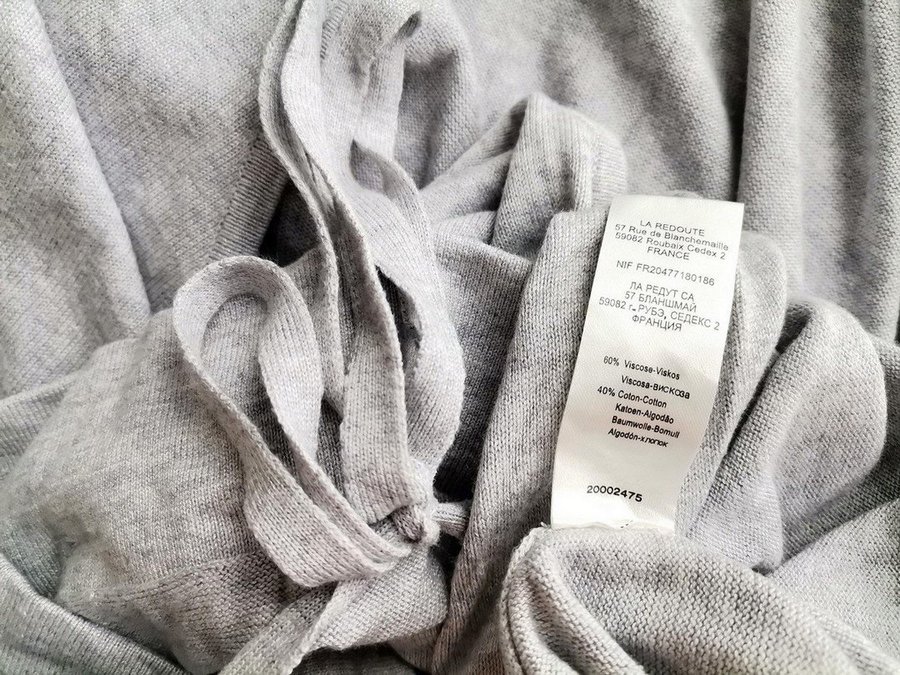 LA REDOUTE
57 Rue de Blanchemaille
59082 Roubaix Cedex 2
FRANCE
NIF FR20477180186
ЛА РЕДУТ СА
57 БЛАНШМАЙ
59082 г. РУБЭ, СЕДЕКС 2
ФРАНЦИЯ
60% Viscose-Viskos
Viscosa-ВИСКОЗА
40% Coton-Cotton
Katoen-Algodão
Baumwolle-Bomull
Algodón-хлопок
20002475